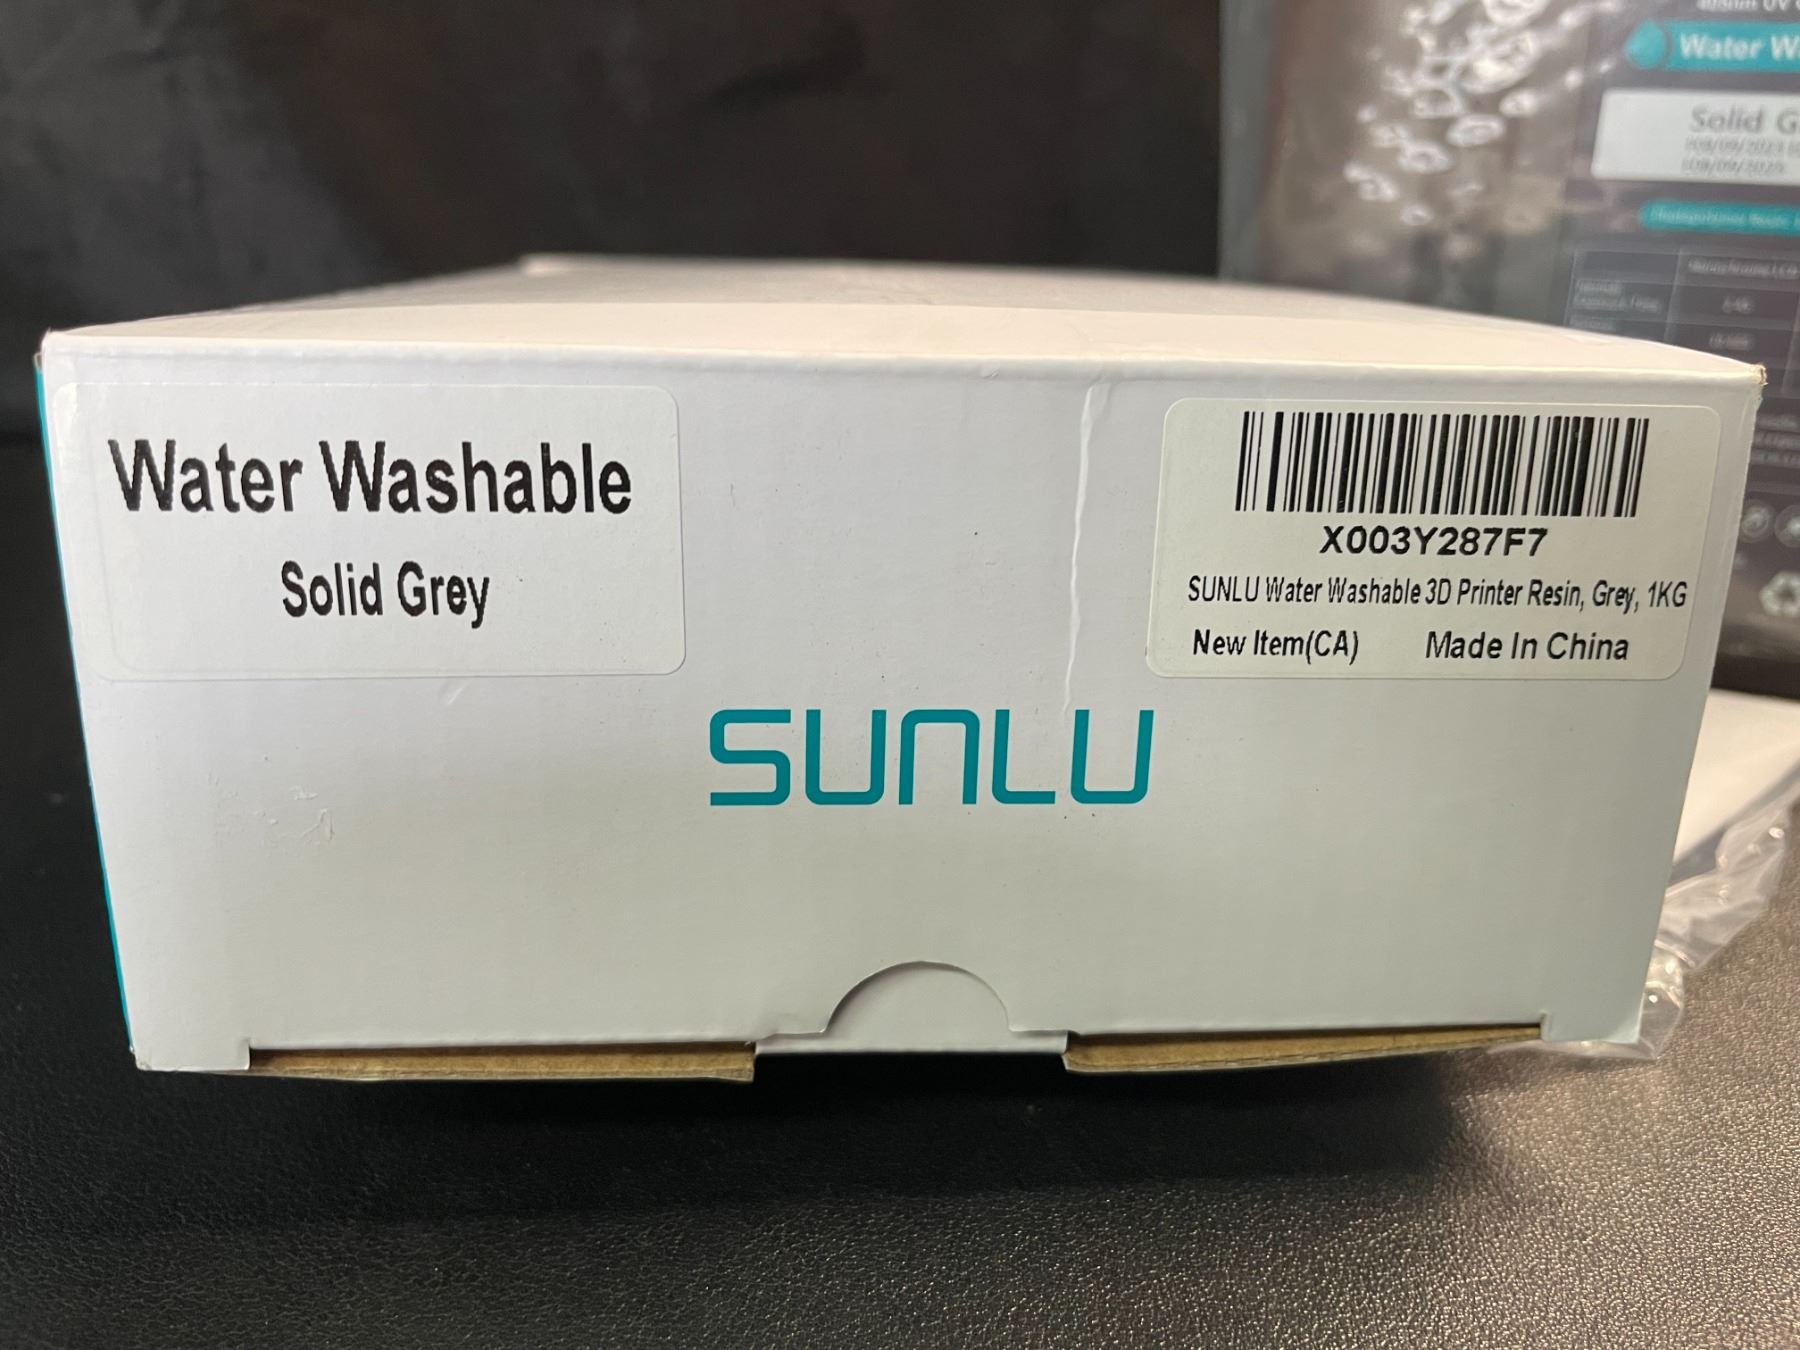 Water Washable
Solid Grey
X003Y287F7
SUNLU Water Washable 3D Printer Resin, Grey, 1KG
New Item(CA) Made In China
SUNLU
Water
Solid